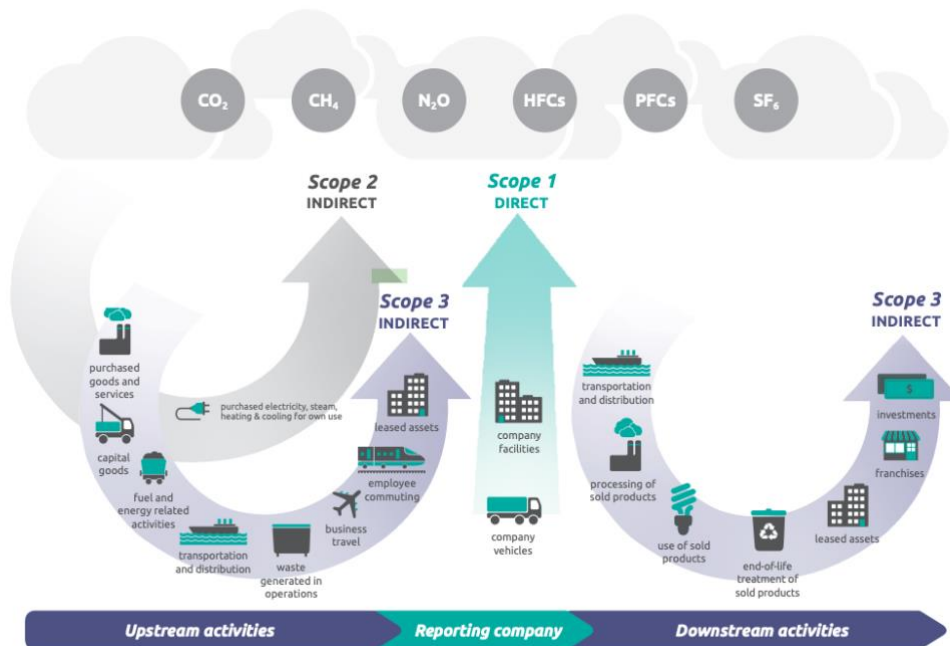 CO₂
CH₄
N₂O
HFCs
PFCs
SF₆
Scope 2
INDIRECT
Scope 1
DIRECT
Scope 3
INDIRECT
Scope 3
INDIRECT
purchased
goods and
services
capital
goods
fuel and
energy related
activities
purchased electricity, steam,
heating & cooling for own use
transportation
and distribution
waste
generated in
operations
business
travel
employee
commuting
leased assets
company
facilities
company
vehicles
transportation
and distribution
processing of
sold products
use of sold
products
end-of-life
treatment of
sold products
leased assets
franchises
investments
$
Upstream activities
Reporting company
Downstream activities